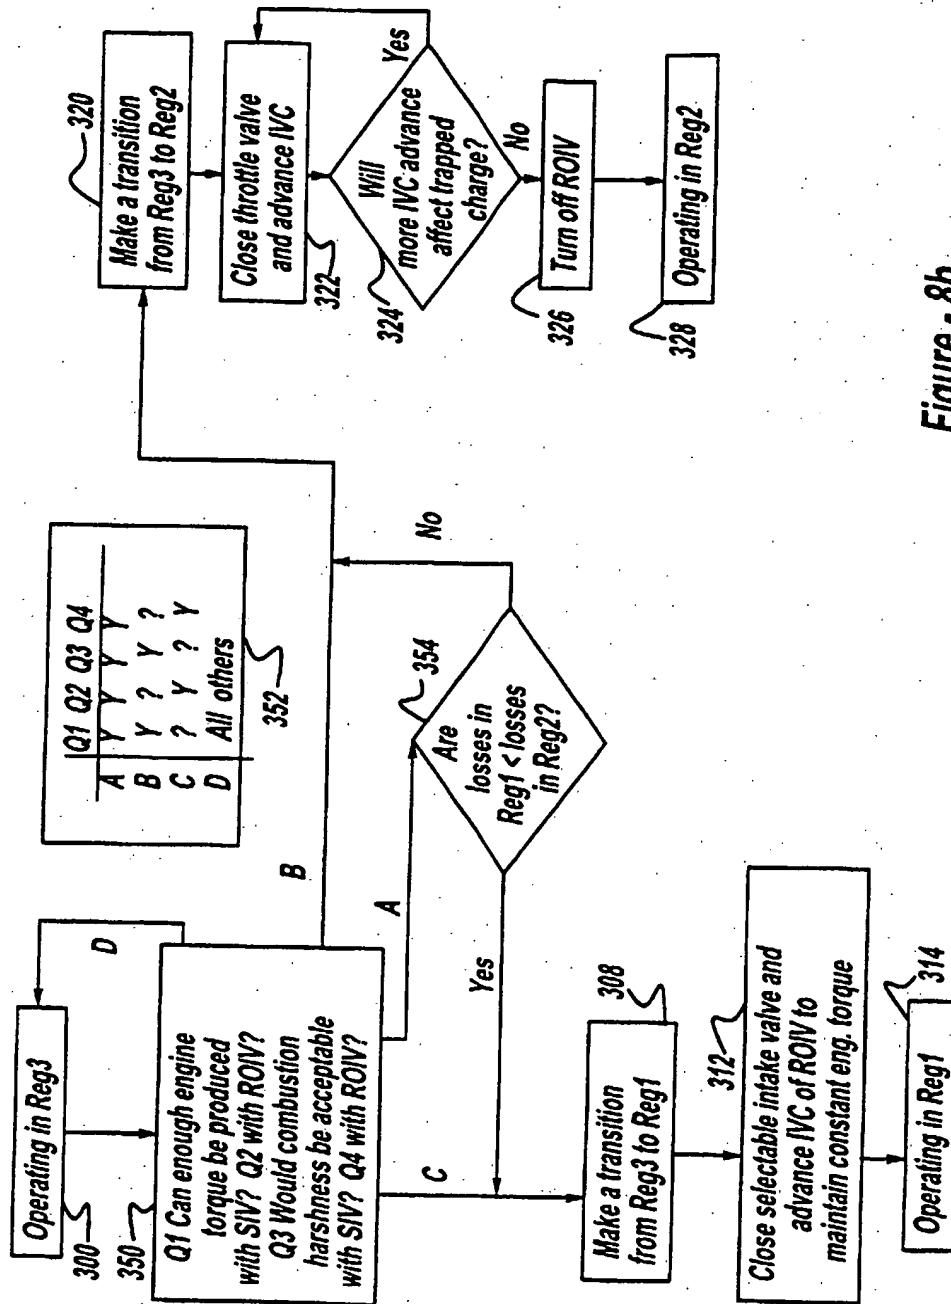 Operating in Reg3
300
D
350
Q1 Can enough engine
torque be produced
with SIV? Q2 with ROIV?
Q3 Would combustion
harshness be acceptable
with SIV? Q4 with ROIV?
Q1 Q2 Q3 Q4
A Y Y Y Y
B Y ? Y ?
C ? Y ? Y
D All others
352
B
A
C
Are
losses in
Reg1 < losses
in Reg2?
354
Yes
No
Make a transition
from Reg3 to Reg1
308
312
Close selectable intake valve and
advance IVC of ROIV to
maintain constant eng. torque
Operating in Reg1
314
Make a transition
from Reg3 to Reg2
320
Close throttle valve
and advance IVC
322
Will
more IVC advance
affect trapped
charge?
324
Yes
No
Turn off ROIV
326
Operating in Reg2
328
Figure - 8b